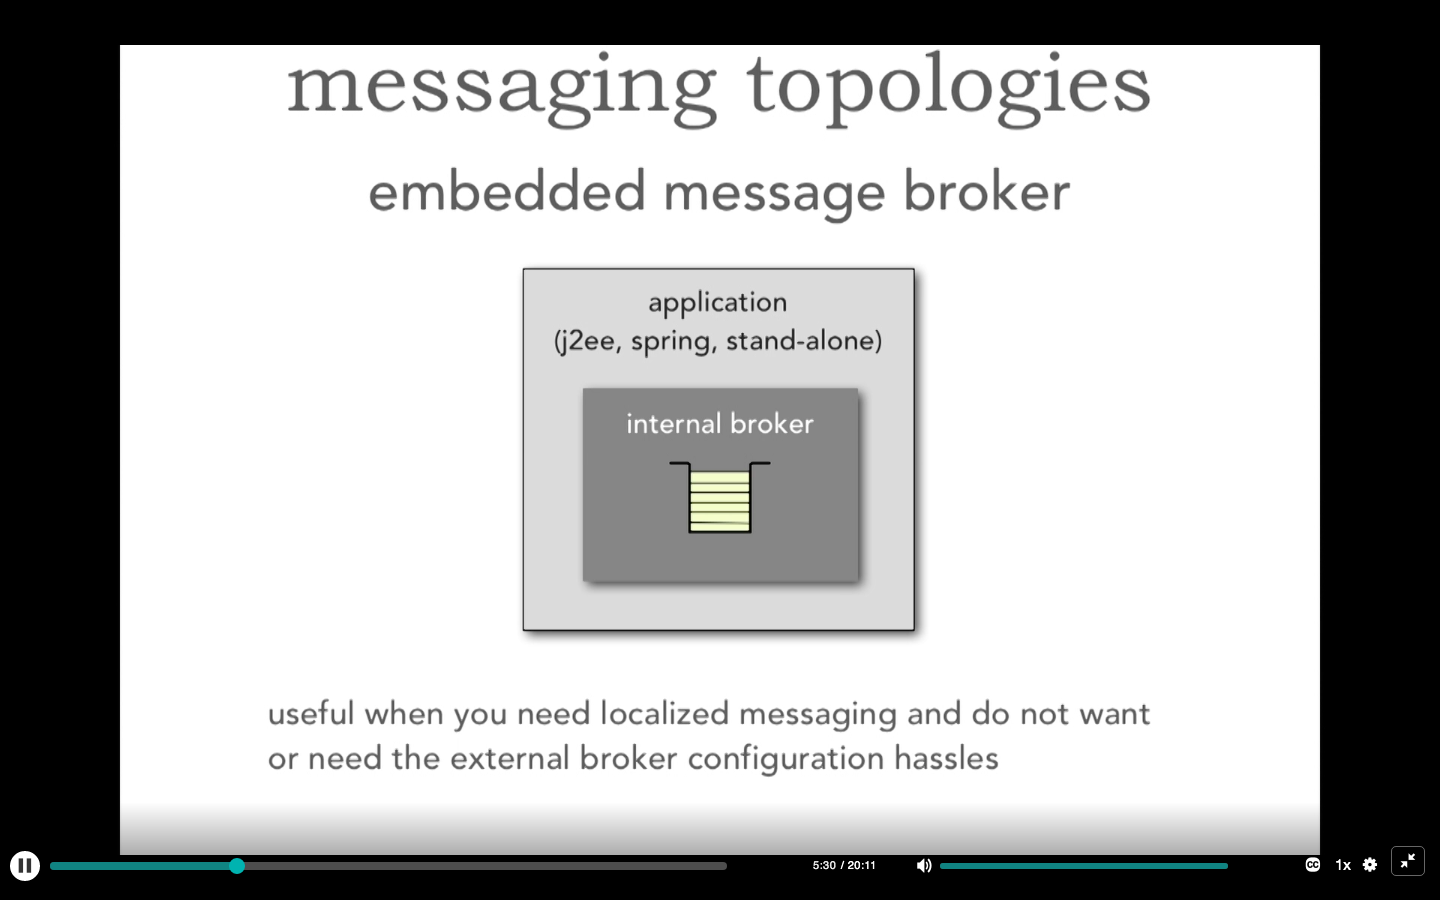 messaging topologies
embedded message broker
application
(j2ee, spring, stand-alone)
internal broker
useful when you need localized messaging and do not want
or need the external broker configuration hassles
5:30 / 20:11
CC
1x